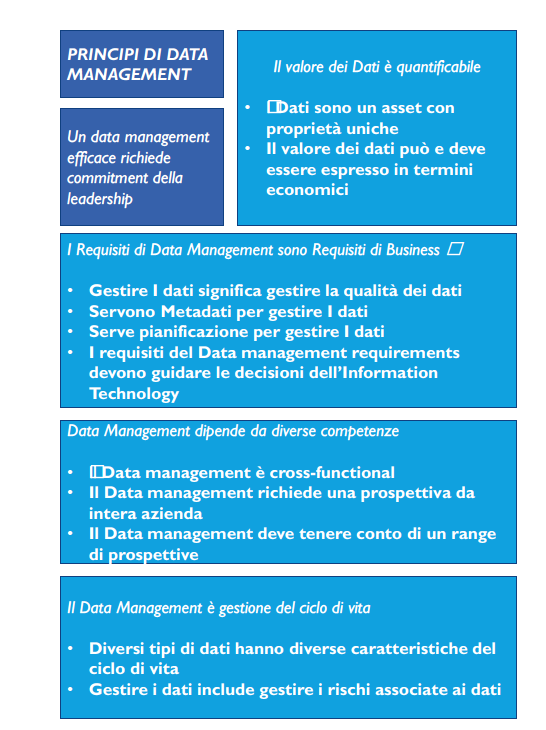 PRINCIPI DI DATA
MANAGEMENT
Un data management
efficace richiede
commitment della
leadership
Il valore dei Dati è quantificabile
• Dati sono un asset con
proprietà uniche
• Il valore dei dati può e deve
essere espresso in termini
economici
I Requisiti di Data Management sono Requisiti di Business
• Gestire I dati significa gestire la qualità dei dati
• Servono Metadati per gestire I dati
• Serve pianificazione per gestire I dati
• I requisiti del Data management requirements
devono guidare le decisioni dell’Information
Technology
Data Management dipende da diverse competenze
• Data management è cross-functional
• Il Data management richiede una prospettiva da
intera azienda
• Il Data management deve tenere conto di un range
di prospettive
Il Data Management è gestione del ciclo di vita
• Diversi tipi di dati hanno diverse caratteristiche del
ciclo di vita
• Gestire i dati include gestire i rischi associate ai dati